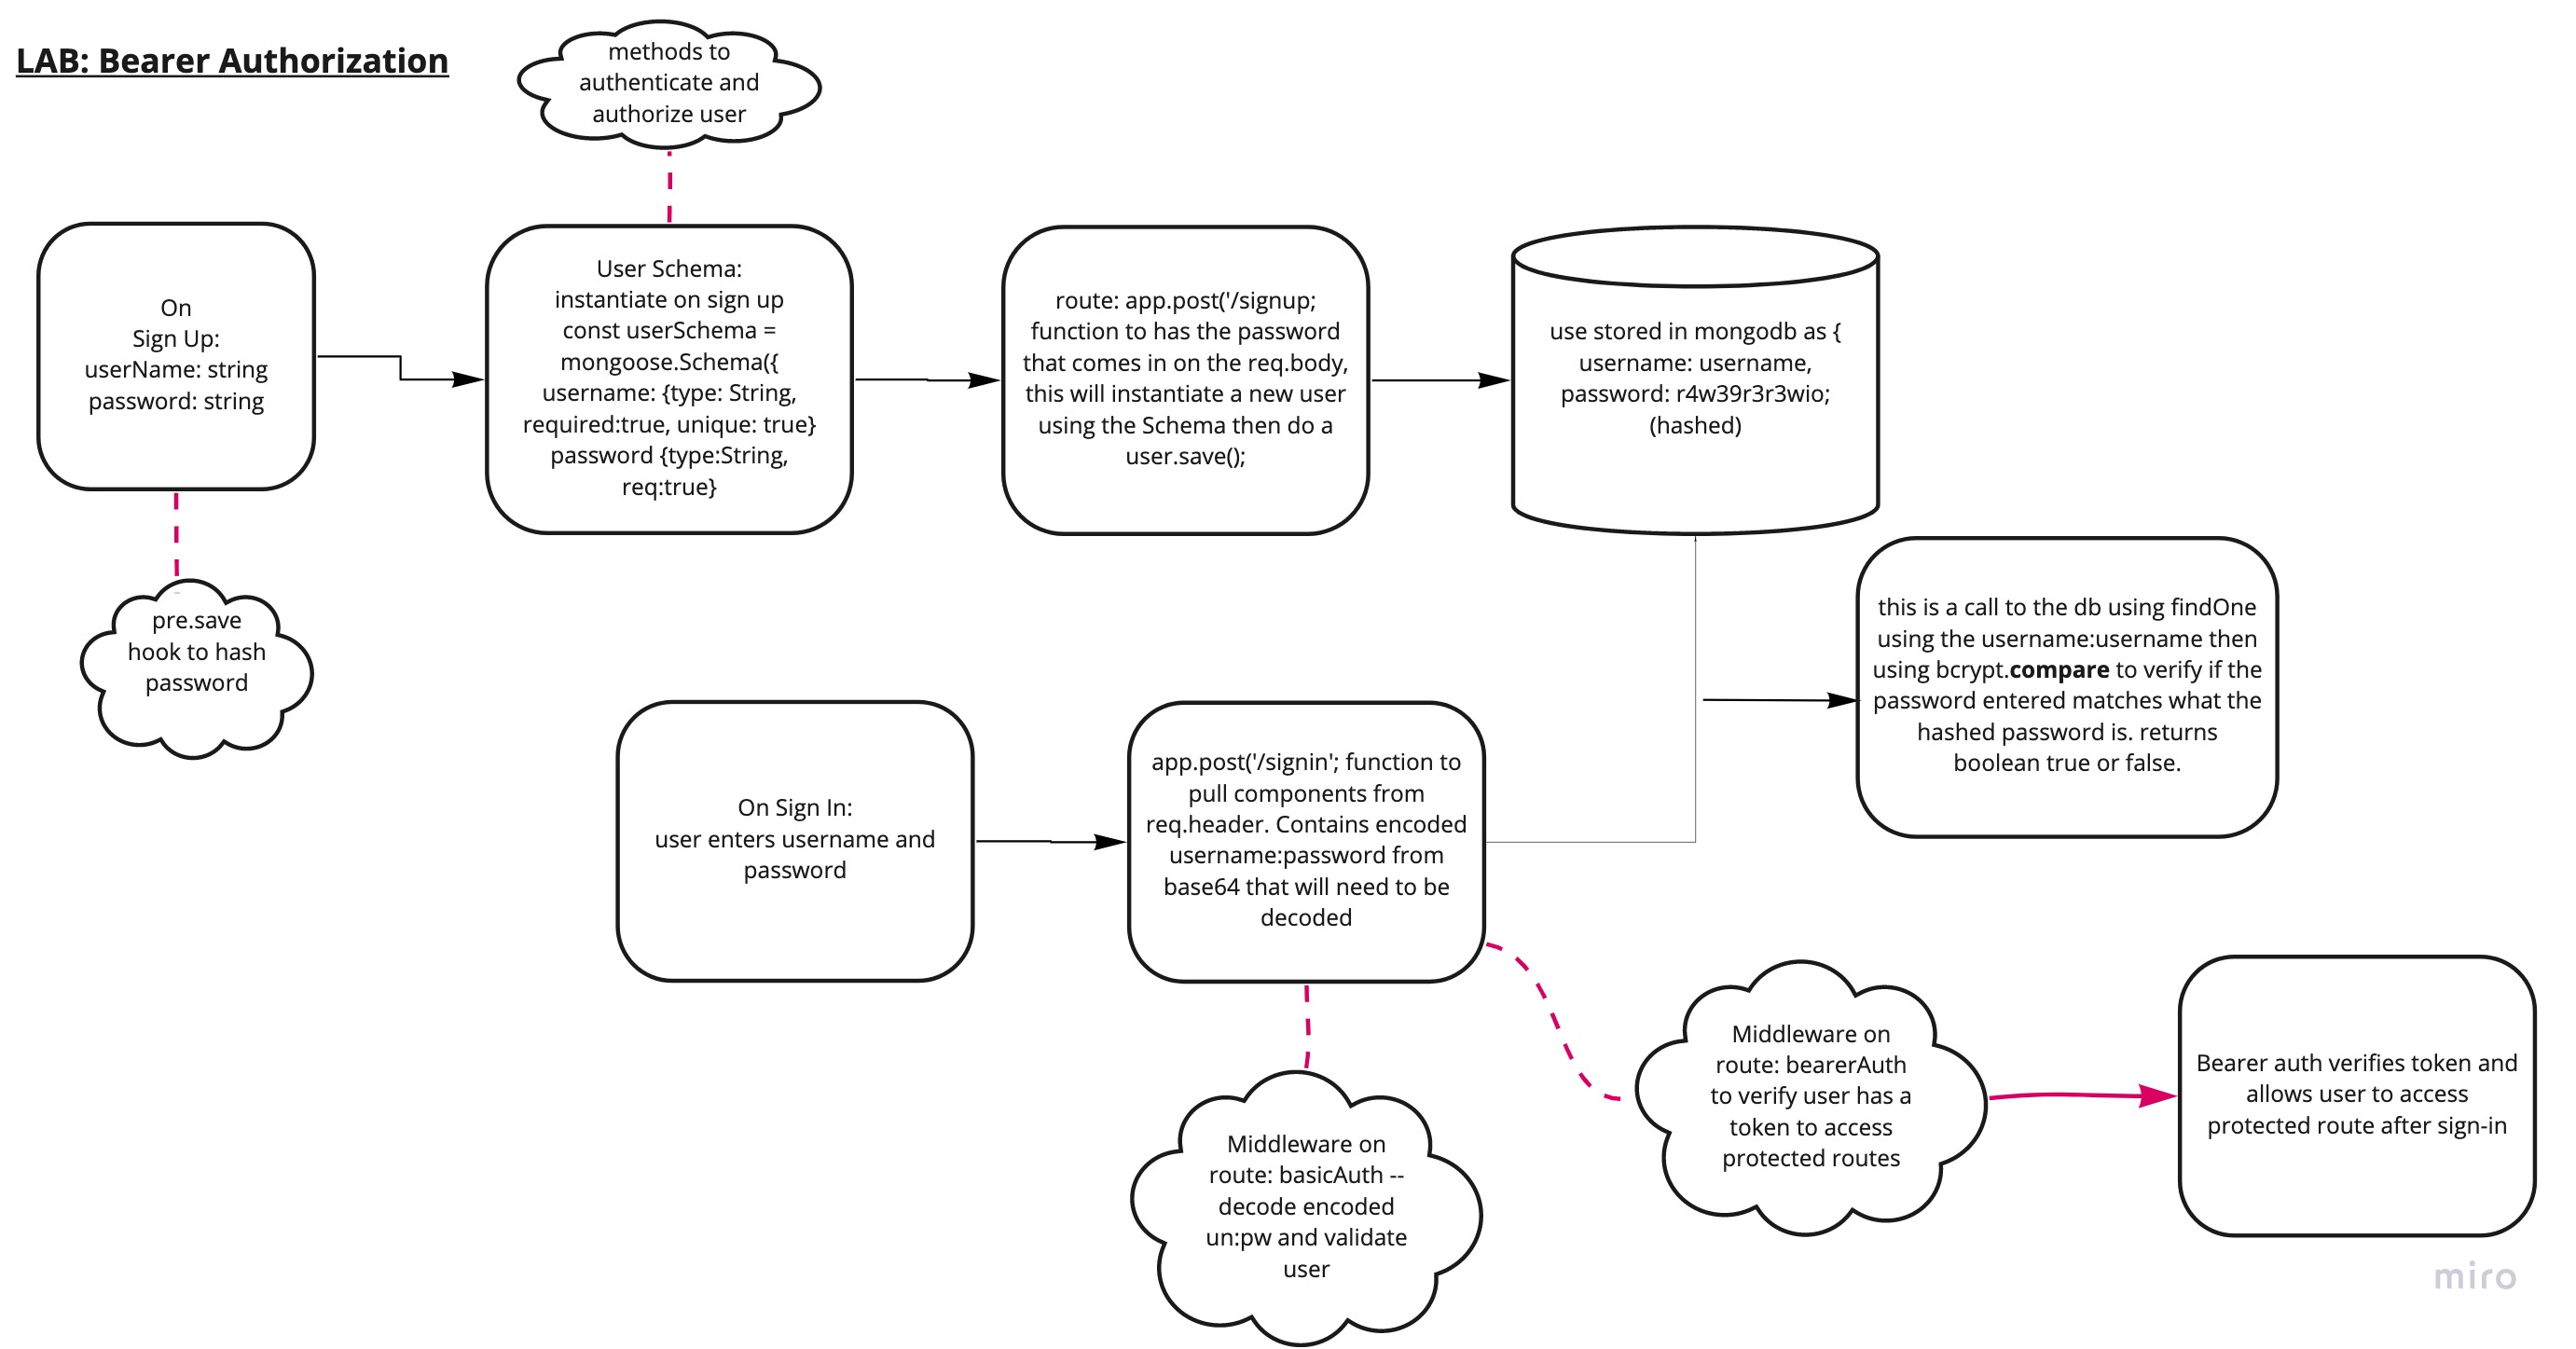 LAB: Bearer Authorization
methods to
authenticate and
authorize user
On
Sign Up:
userName: string
password: string
User Schema:
instantiate on sign up
const userSchema =
mongoose.Schema({
username: {type: String,
required:true, unique: true}
password {type:String,
req:true}
route: app.post('/signup;
function to has the password
that comes in on the req.body,
this will instantiate a new user
using the Schema then do a
user.save();
use stored in mongodb as {
username: username,
password: r4w39r3r3wio;
(hashed)
pre.save
hook to hash
password
this is a call to the db using findOne
using the username:username then
using bcrypt.compare to verify if the
password entered matches what the
hashed password is. returns
boolean true or false.
On Sign In:
user enters username and
password
app.post('/signin'; function to
pull components from
req.header. Contains encoded
username:password from
base64 that will need to be
decoded
Middleware on
route: basicAuth --
decode encoded
un:pw and validate
user
Middleware on
route: bearerAuth
to verify user has a
token to access
protected routes
Bearer auth verifies token and
allows user to access
protected route after sign-in
miro